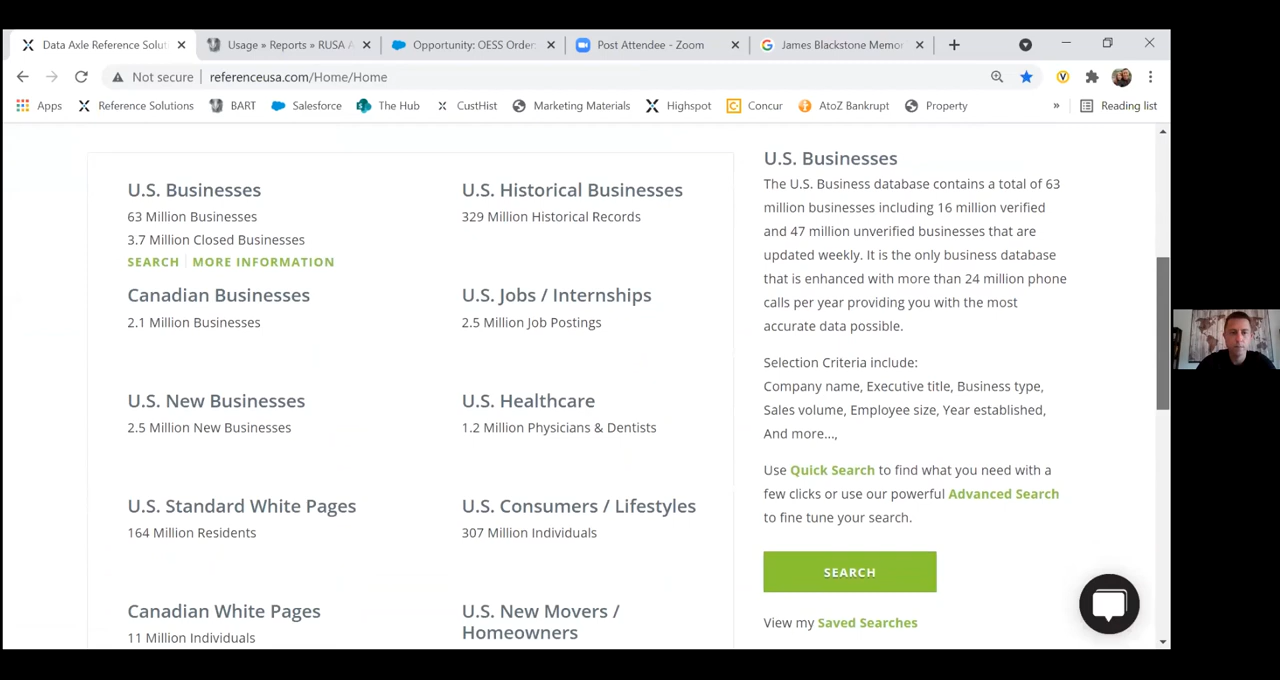 Data Axle Reference Soluti
Usage » Reports » RUSA A
Opportunity: OESS Order
Post Attendee - Zoom
James Blackstone Memor
Not secure
referenceusa.com/Home/Home
Apps
Reference Solutions
BART
Salesforce
The Hub
CustHist
Marketing Materials
Highspot
Concur
AtoZ Bankrupt
Property
»
Reading list
U.S. Businesses
63 Million Businesses
3.7 Million Closed Businesses
SEARCH | MORE INFORMATION
U.S. Historical Businesses
329 Million Historical Records
Canadian Businesses
2.1 Million Businesses
U.S. Jobs / Internships
2.5 Million Job Postings
U.S. New Businesses
2.5 Million New Businesses
U.S. Healthcare
1.2 Million Physicians & Dentists
U.S. Standard White Pages
164 Million Residents
U.S. Consumers / Lifestyles
307 Million Individuals
Canadian White Pages
11 Million Individuals
U.S. New Movers /
Homeowners
U.S. Businesses
The U.S. Business database contains a total of 63
million businesses including 16 million verified
and 47 million unverified businesses that are
updated weekly. It is the only business database
that is enhanced with more than 24 million phone
calls per year providing you with the most
accurate data possible.
Selection Criteria include:
Company name, Executive title, Business type,
Sales volume, Employee size, Year established,
And more...,
Use Quick Search to find what you need with a
few clicks or use our powerful Advanced Search
to fine tune your search.
SEARCH
View my Saved Searches